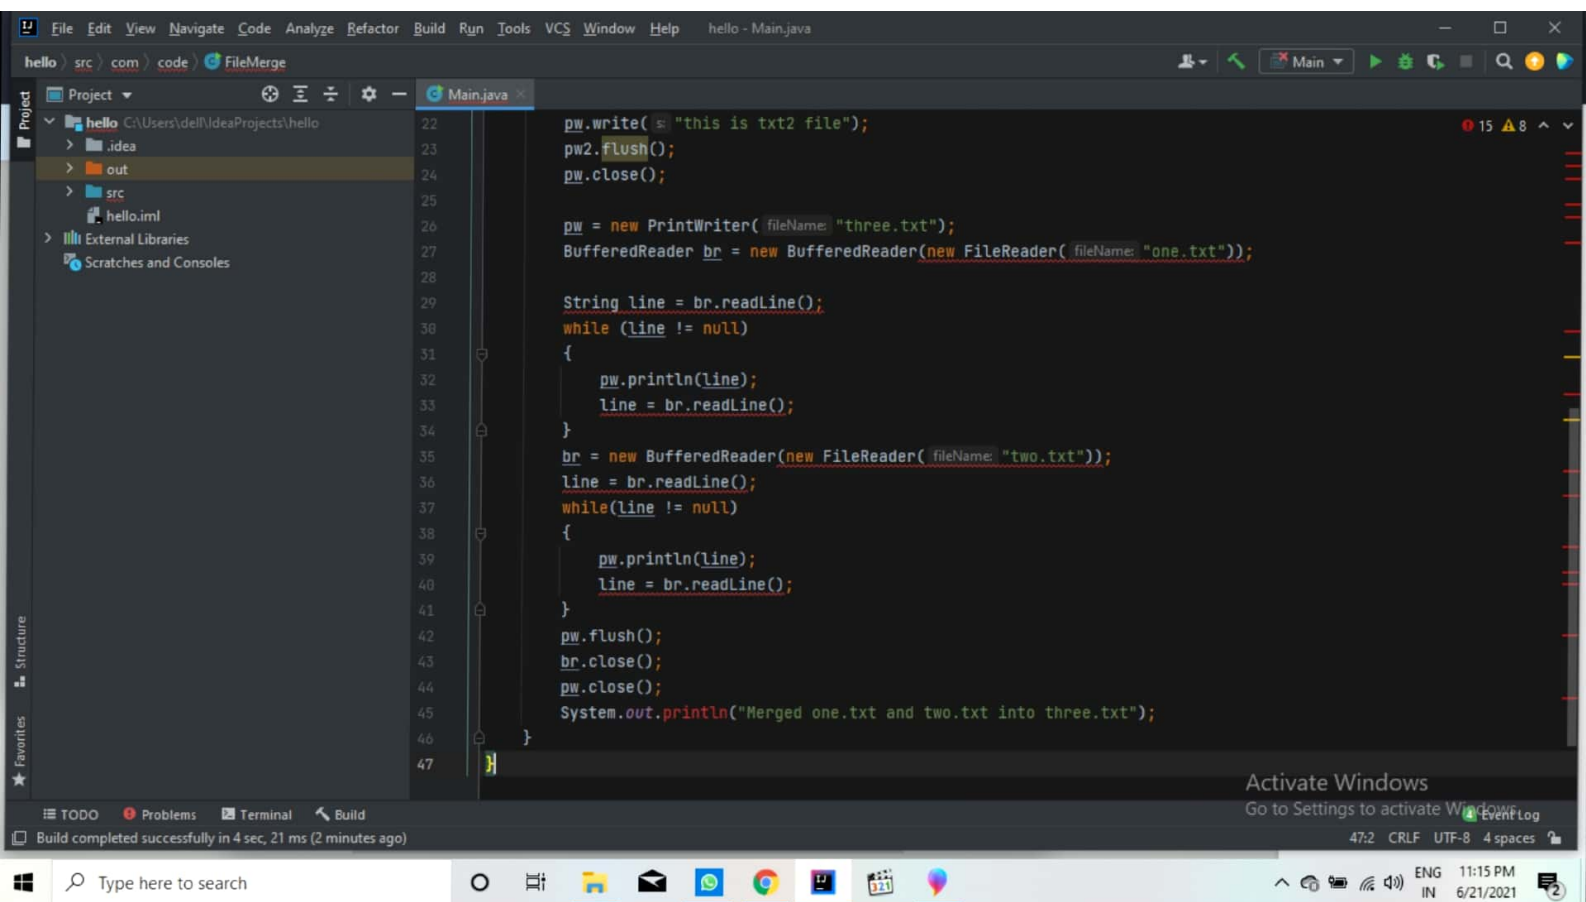 File Edit View Navigate Code Analyze Refactor Build Run Tools VCS Window Help hello - Main.java
hello src com code FileMerge Main
Project Main.java
Project
hello C:\Users\dell\IdeaProjects\hello
.idea
out
src
hello.iml
External Libraries
Scratches and Consoles
15 8
22 pw.write( s: "this is txt2 file");
23 pw2.flush();
24 pw.close();
25
26 pw = new PrintWriter( fileName: "three.txt");
27 BufferedReader br = new BufferedReader(new FileReader( fileName: "one.txt"));
28
29 String line = br.readLine();
30 while (line != null)
31 {
32 pw.println(line);
33 line = br.readLine();
34 }
35 br = new BufferedReader(new FileReader( fileName: "two.txt"));
36 line = br.readLine();
37 while(line != null)
38 {
39 pw.println(line);
40 line = br.readLine();
41 }
42 pw.flush();
43 br.close();
44 pw.close();
45 System.out.println("Merged one.txt and two.txt into three.txt");
46 }
47 }
Structure
Favorites
Activate Windows
Go to Settings to activate Windows.
TODO Problems Terminal Build 4 Event Log
Build completed successfully in 4 sec, 21 ms (2 minutes ago) 47:2 CRLF UTF-8 4 spaces
Type here to search 321 ENG 11:15 PM
IN 6/21/2021 2